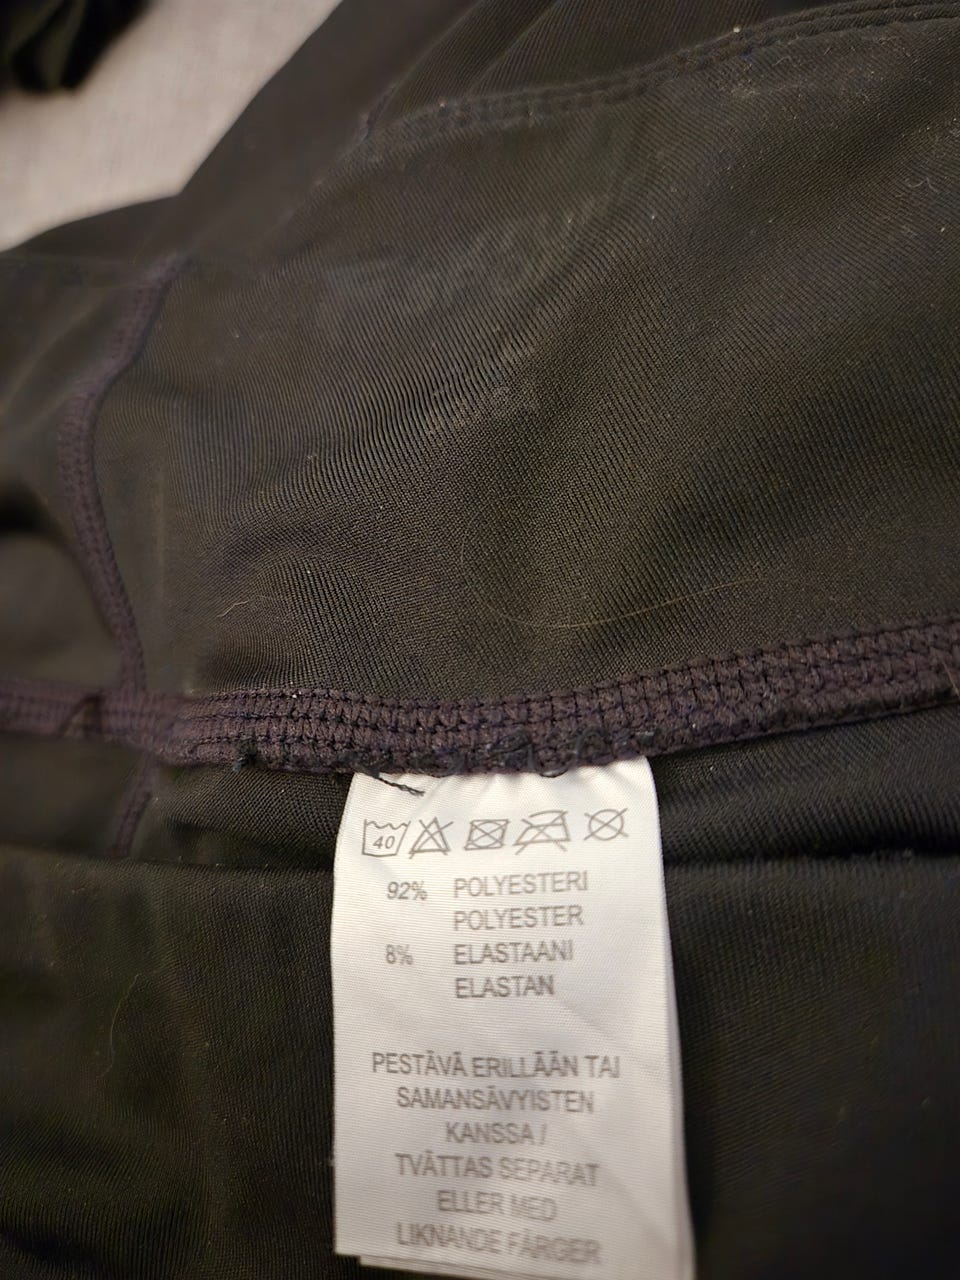 40
92% POLYESTERI
POLYESTER
8% ELASTAANI
ELASTAN
PESTÄVÄ ERILLÄÄN TAI
SAMANSÄVYISTEN
KANSSA /
TVÄTTAS SEPARAT
ELLER MED
LIKNANDE FÄRGER